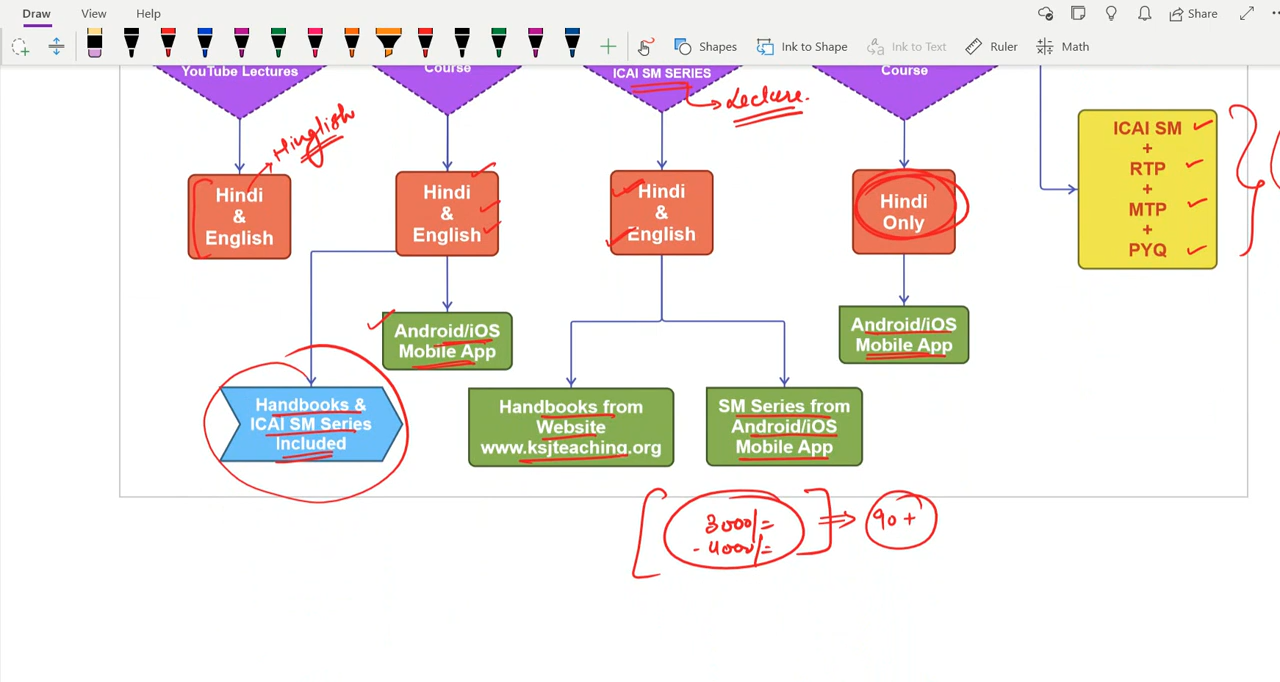 Draw View Help
Share
Shapes Ink to Shape Ink to Text Ruler Math
YouTube Lectures
Course
ICAI SM SERIES
Course
Lecture.
Hinglish
Hindi
&
English
Hindi
&
English
Hindi
&
English
Hindi
Only
ICAI SM
+
RTP
+
MTP
+
PYQ
Android/iOS
Mobile App
Android/iOS
Mobile App
Handbooks &
ICAI SM Series
Included
Handbooks from
Website
www.ksjteaching.org
SM Series from
Android/iOS
Mobile App
3000/=
- 4000/=
90+